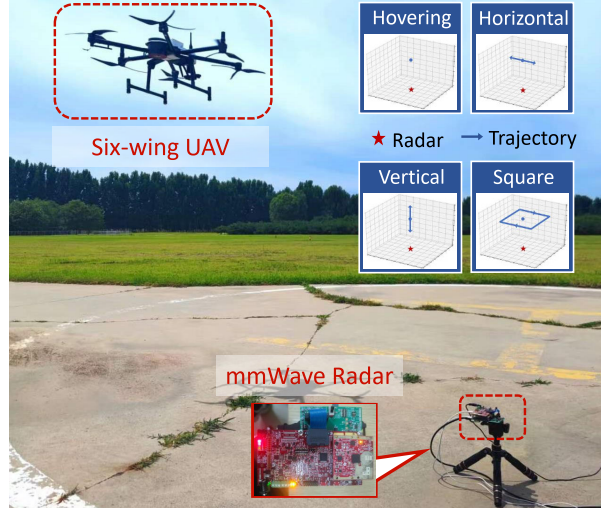 Hovering
Horizontal
Six-wing UAV
Radar
Trajectory
Vertical
Square
mmWave Radar